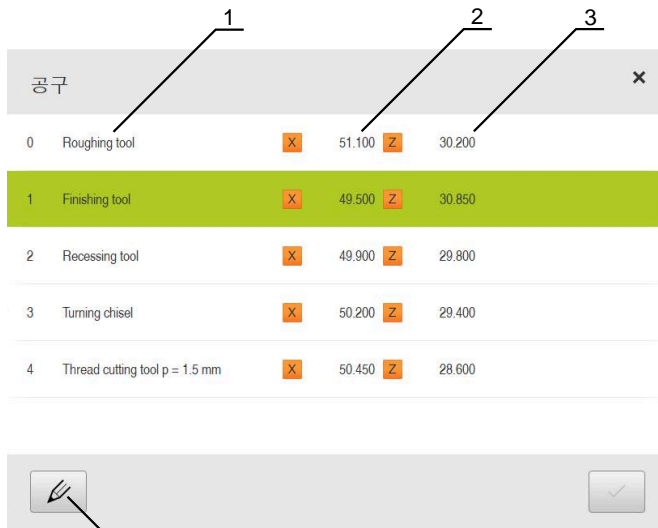 1 2 3
공구 ×
0 Roughing tool X 51.100 Z 30.200
1 Finishing tool X 49.500 Z 30.850
2 Recessing tool X 49.900 Z 29.800
3 Turning chisel X 50.200 Z 29.400
4 Thread cutting tool p = 1.5 mm X 50.450 Z 28.600